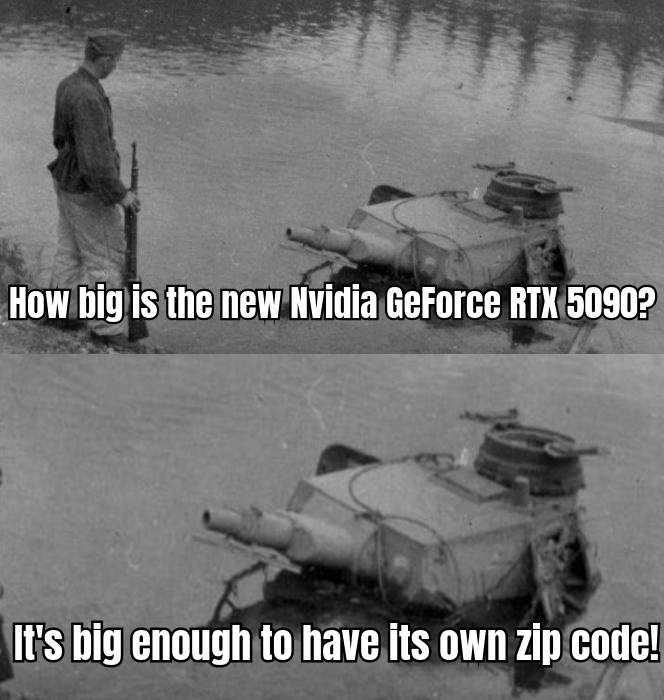 How big is the new Nvidia GeForce RTX 5090?
It's big enough to have its own zip code!